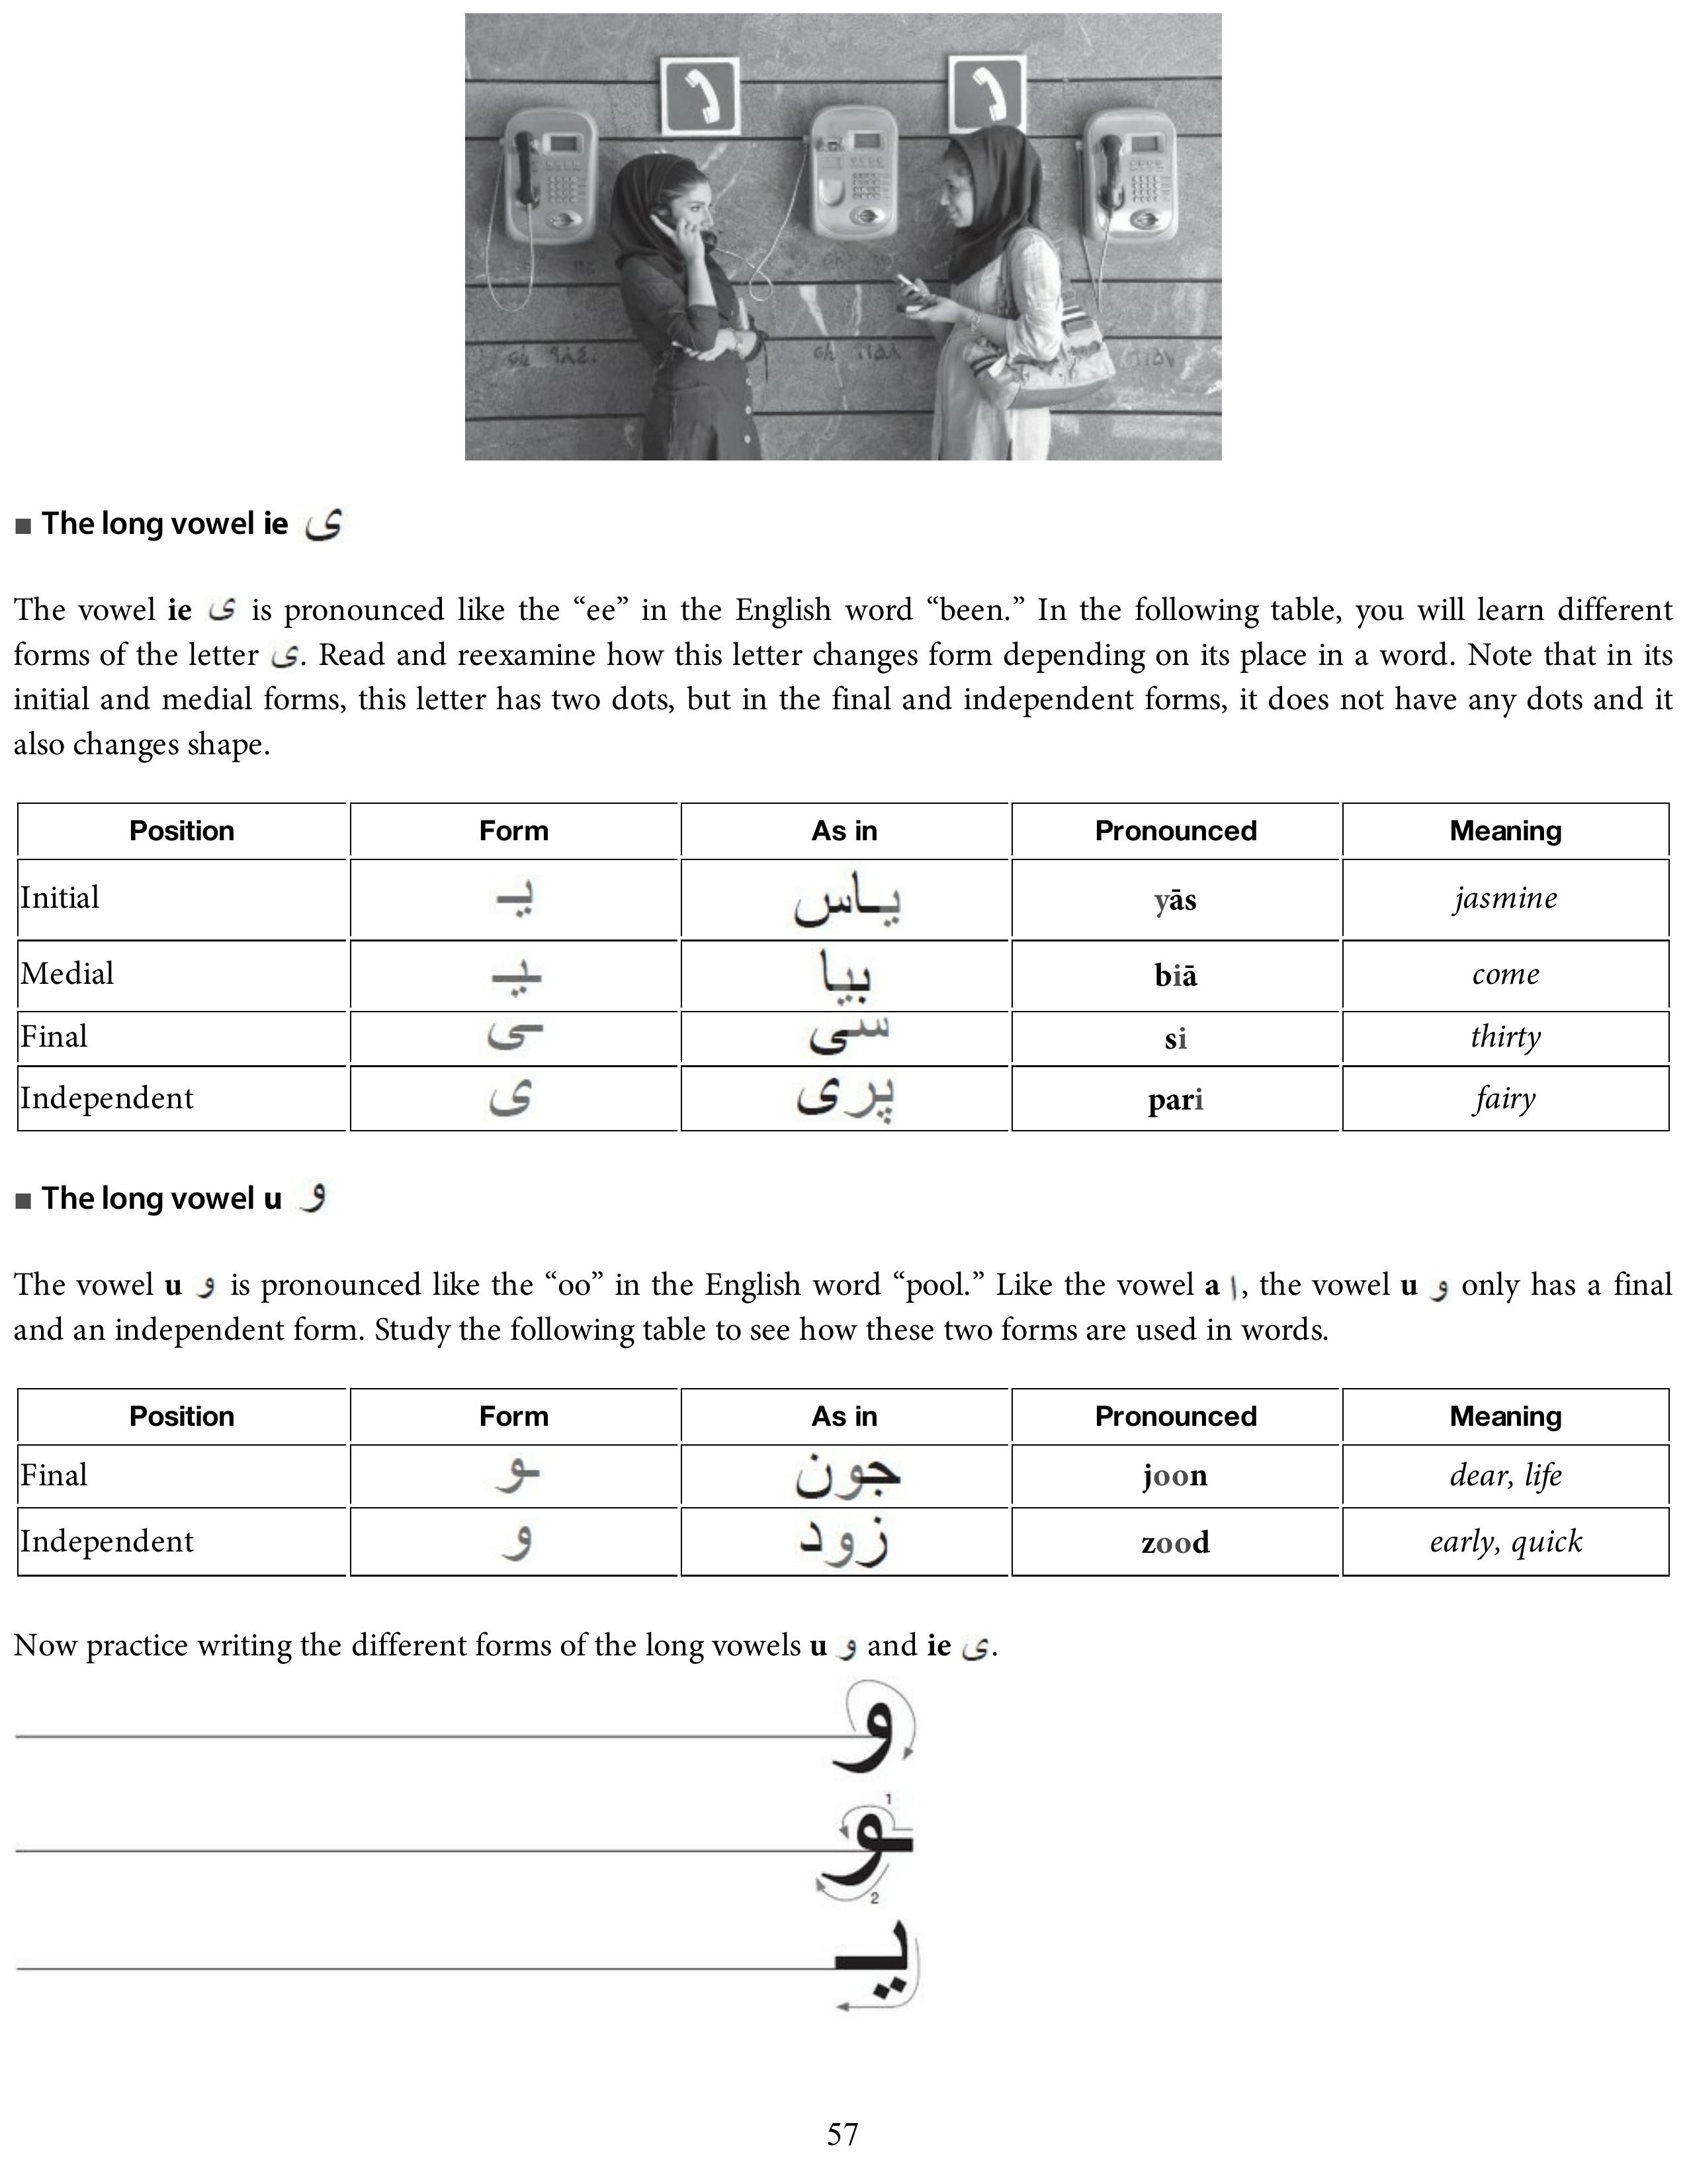 ■ The long vowel ie ی
The vowel ie ی is pronounced like the “ee” in the English word “been.” In the following table, you will learn different
forms of the letter ی. Read and reexamine how this letter changes form depending on its place in a word. Note that in its
initial and medial forms, this letter has two dots, but in the final and independent forms, it does not have any dots and it
also changes shape.
Position Form As in Pronounced Meaning
Initial یـ یـاس yās jasmine
Medial ـیـ بیا biā come
Final ـی سی si thirty
Independent ی پری pari fairy
■ The long vowel u و
The vowel u و is pronounced like the “oo” in the English word “pool.” Like the vowel a ا, the vowel u و only has a final
and an independent form. Study the following table to see how these two forms are used in words.
Position Form As in Pronounced Meaning
Final ـو جون joon dear, life
Independent و زود zood early, quick
Now practice writing the different forms of the long vowels u و and ie ی.
و
1
ـو
2
یـ
57